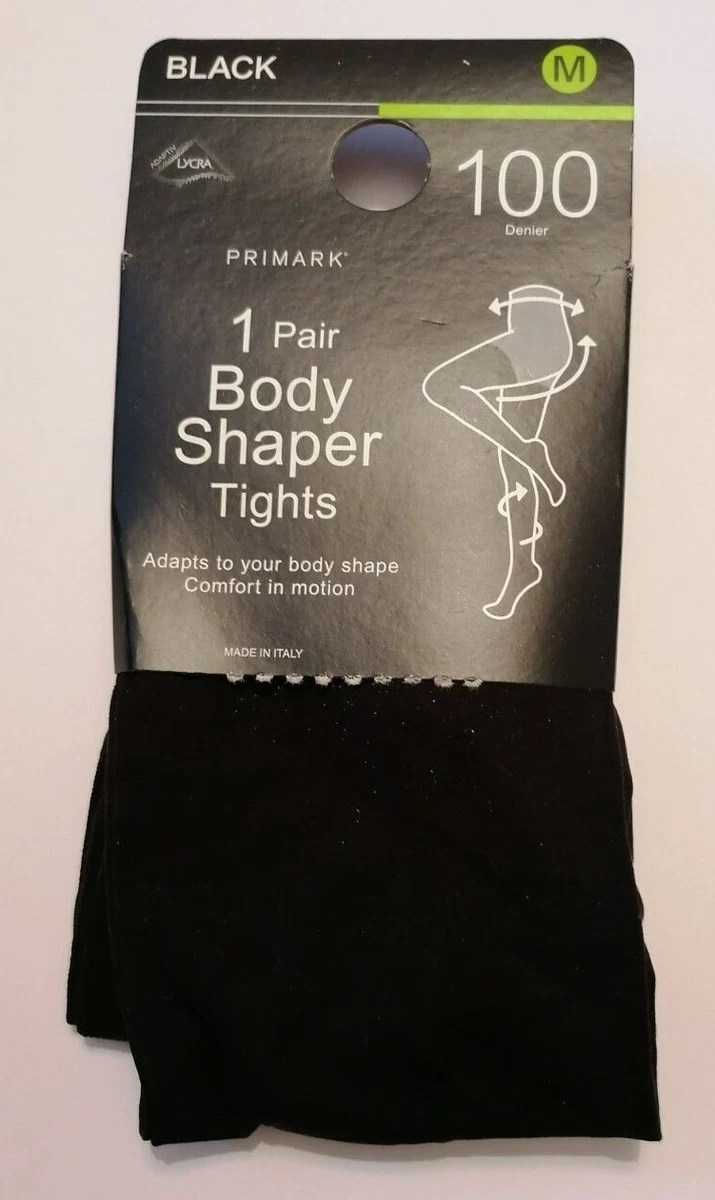 BLACK
M
ADAPTIV
LYCRA
100
Denier
PRIMARK®
1 Pair
Body
Shaper
Tights
Adapts to your body shape
Comfort in motion
MADE IN ITALY